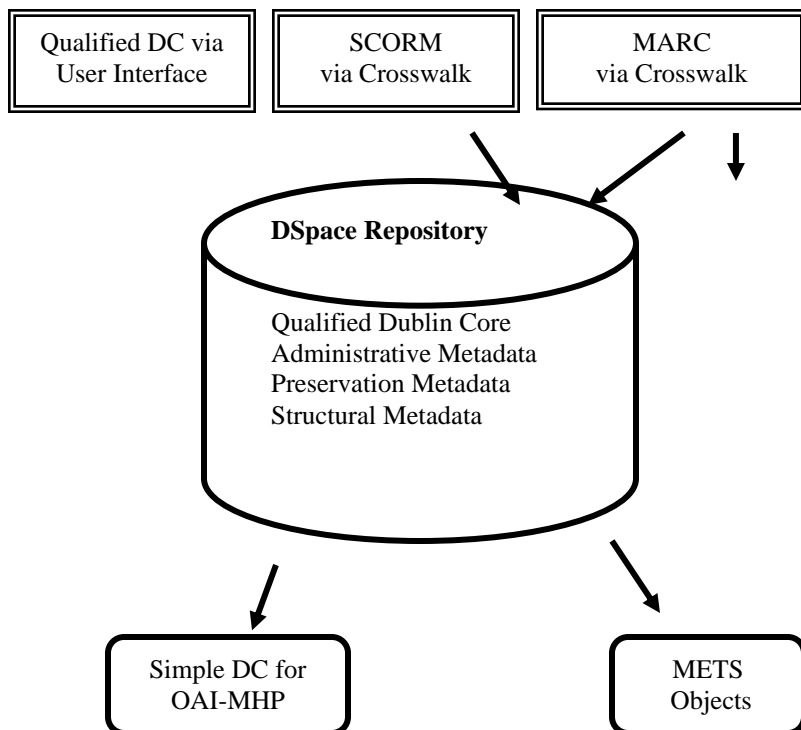 Qualified DC via
User Interface
SCORM
via Crosswalk
MARC
via Crosswalk
DSpace Repository
Qualified Dublin Core
Administrative Metadata
Preservation Metadata
Structural Metadata
Simple DC for
OAI-MHP
METS
Objects